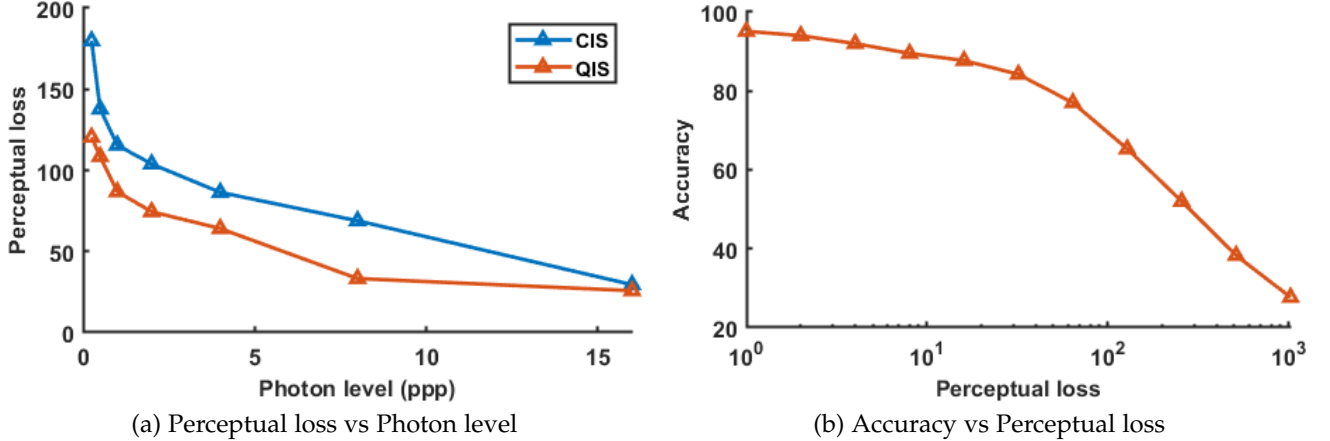 200
150
100
50
0
Perceptual loss
CIS
QIS
0 5 10 15
Photon level (ppp)
(a) Perceptual loss vs Photon level
100
80
60
40
20
Accuracy
10^0 10^1 10^2 10^3
Perceptual loss
(b) Accuracy vs Perceptual loss